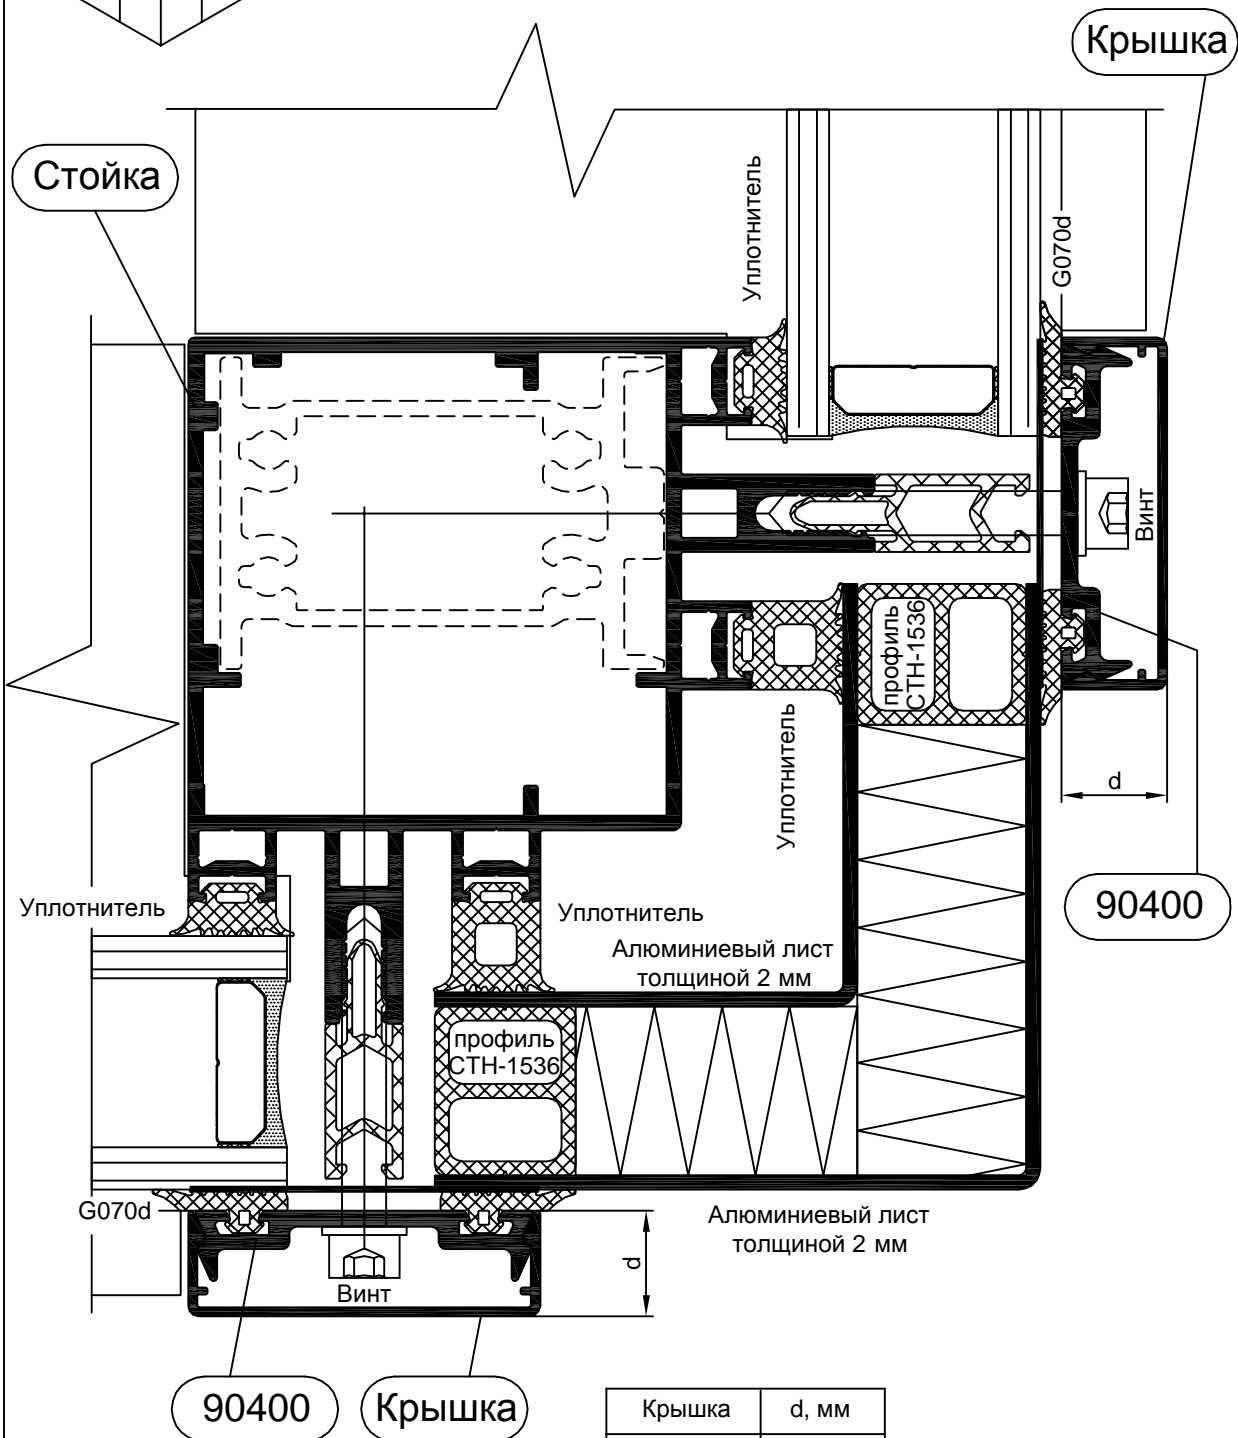 Крышка
Стойка
Уплотнитель
G070d
Винт
профиль
СТН-1536
Уплотнитель
d
90400
Уплотнитель
Уплотнитель
Алюминиевый лист
толщиной 2 мм
профиль
СТН-1536
G070d
Алюминиевый лист
толщиной 2 мм
d
Винт
90400
Крышка
Крышка
d, мм